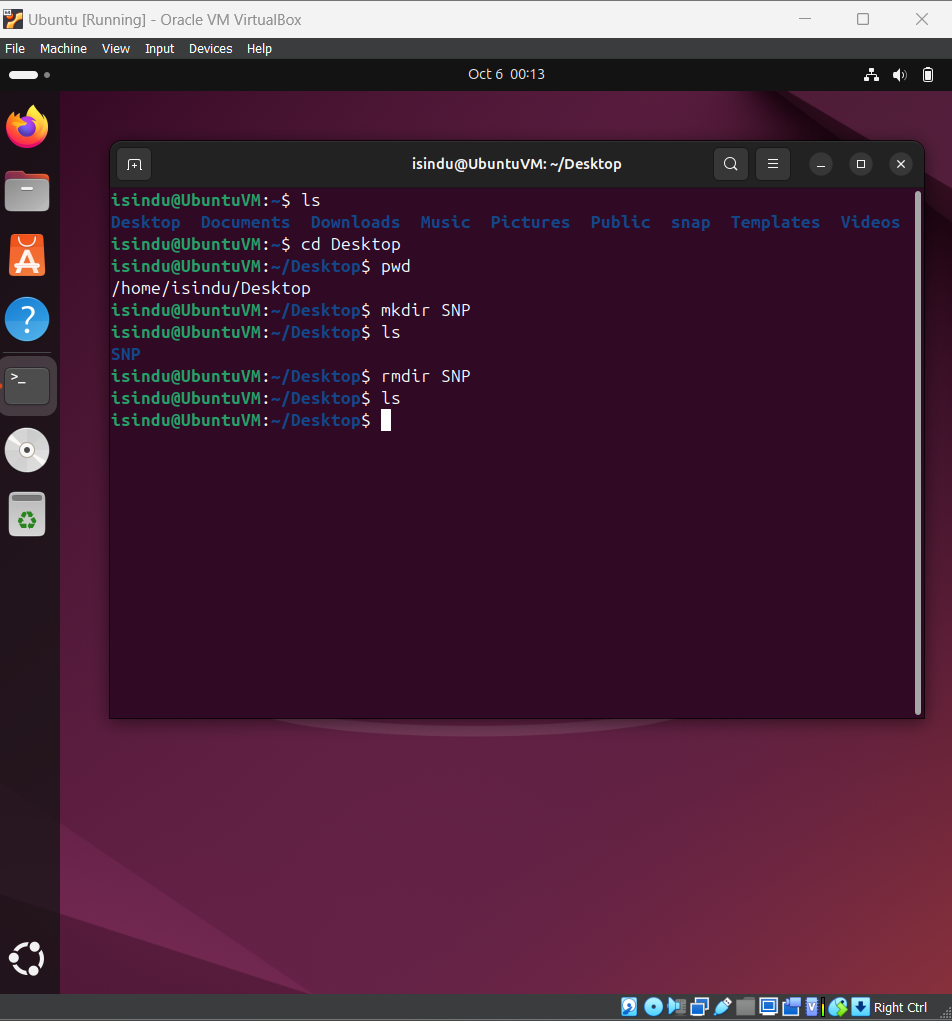 Ubuntu [Running] - Oracle VM VirtualBox
File Machine View Input Devices Help
Oct 6 00:13
isindu@UbuntuVM: ~/Desktop
isindu@UbuntuVM:~$ ls
Desktop Documents Downloads Music Pictures Public snap Templates Videos
isindu@UbuntuVM:~$ cd Desktop
isindu@UbuntuVM:~/Desktop$ pwd
/home/isindu/Desktop
isindu@UbuntuVM:~/Desktop$ mkdir SNP
isindu@UbuntuVM:~/Desktop$ ls
SNP
isindu@UbuntuVM:~/Desktop$ rmdir SNP
isindu@UbuntuVM:~/Desktop$ ls
isindu@UbuntuVM:~/Desktop$
Right Ctrl